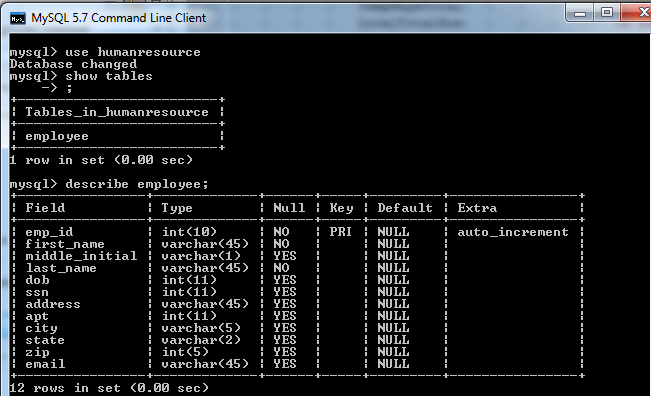 MySQL 5.7 Command Line Client
mysql> use humanresource
Database changed
mysql> show tables
    -> ;
+-------------------------+
| Tables_in_humanresource |
+-------------------------+
| employee                |
+-------------------------+
1 row in set (0.00 sec)
mysql> describe employee;
+----------------+-------------+------+-----+---------+----------------+
| Field          | Type        | Null | Key | Default | Extra          |
+----------------+-------------+------+-----+---------+----------------+
| emp_id         | int(10)     | NO   | PRI | NULL    | auto_increment |
| first_name     | varchar(45) | NO   |     | NULL    |                |
| middle_initial | varchar(1)  | YES  |     | NULL    |                |
| last_name      | varchar(45) | NO   |     | NULL    |                |
| dob            | int(11)     | YES  |     | NULL    |                |
| ssn            | int(11)     | YES  |     | NULL    |                |
| address        | varchar(45) | YES  |     | NULL    |                |
| apt            | int(11)     | YES  |     | NULL    |                |
| city           | varchar(5)  | YES  |     | NULL    |                |
| state          | varchar(2)  | YES  |     | NULL    |                |
| zip            | int(5)      | YES  |     | NULL    |                |
| email          | varchar(45) | YES  |     | NULL    |                |
+----------------+-------------+------+-----+---------+----------------+
12 rows in set (0.00 sec)